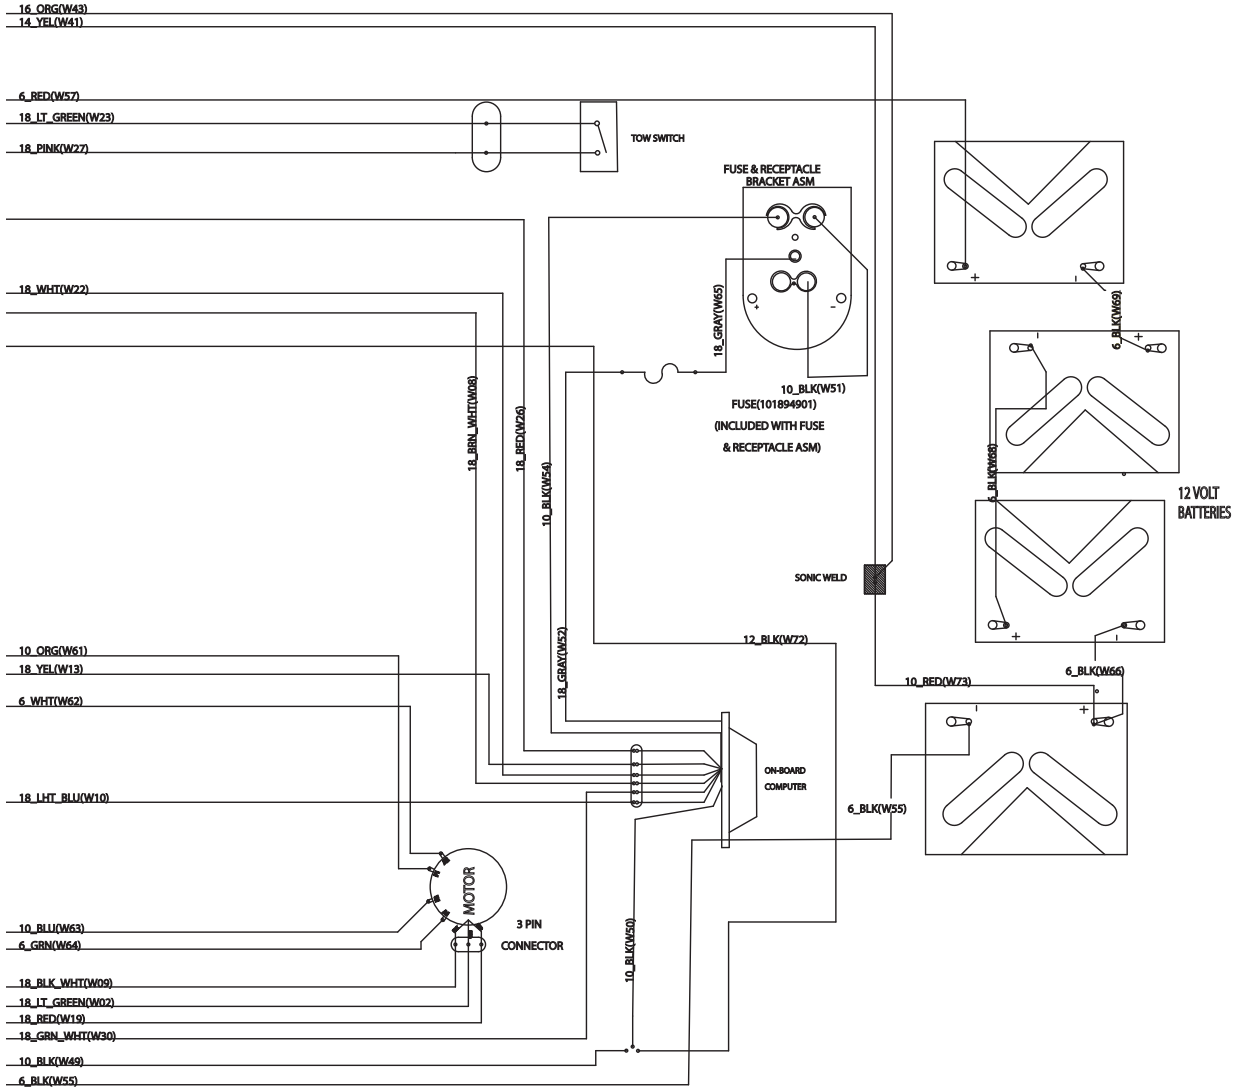 16_ORG(W43)
14_YEL(W41)
6_RED(W57)
18_LT_GREEN(W23)
18_PINK(W27)
TOW SWITCH
FUSE & RECEPTACLE
BRACKET ASM
+
-
18_WHT(W22)
18_GRAY(W65)
18_BRN_WHT(W08)
18_RED(W26)
10_BLK(W54)
10_BLK(W51)
FUSE(101894901)
(INCLUDED WITH FUSE
& RECEPTACLE ASM)
+
-
6_BLK(W69)
-
+
6_BLK(W68)
12 VOLT
BATTERIES
SONIC WELD
+
-
12_BLK(W72)
18_GRAY(W52)
6_BLK(W66)
10_RED(W73)
-
+
10_ORG(W61)
18_YEL(W13)
6_WHT(W62)
ON-BOARD
COMPUTER
18_LHT_BLU(W10)
6_BLK(W55)
MOTOR
3 PIN
CONNECTOR
10_BLU(W63)
6_GRN(W64)
10_BLK(W50)
18_BLK_WHT(W09)
18_LT_GREEN(W02)
18_RED(W19)
18_GRN_WHT(W30)
10_BLK(W49)
6_BLK(W55)